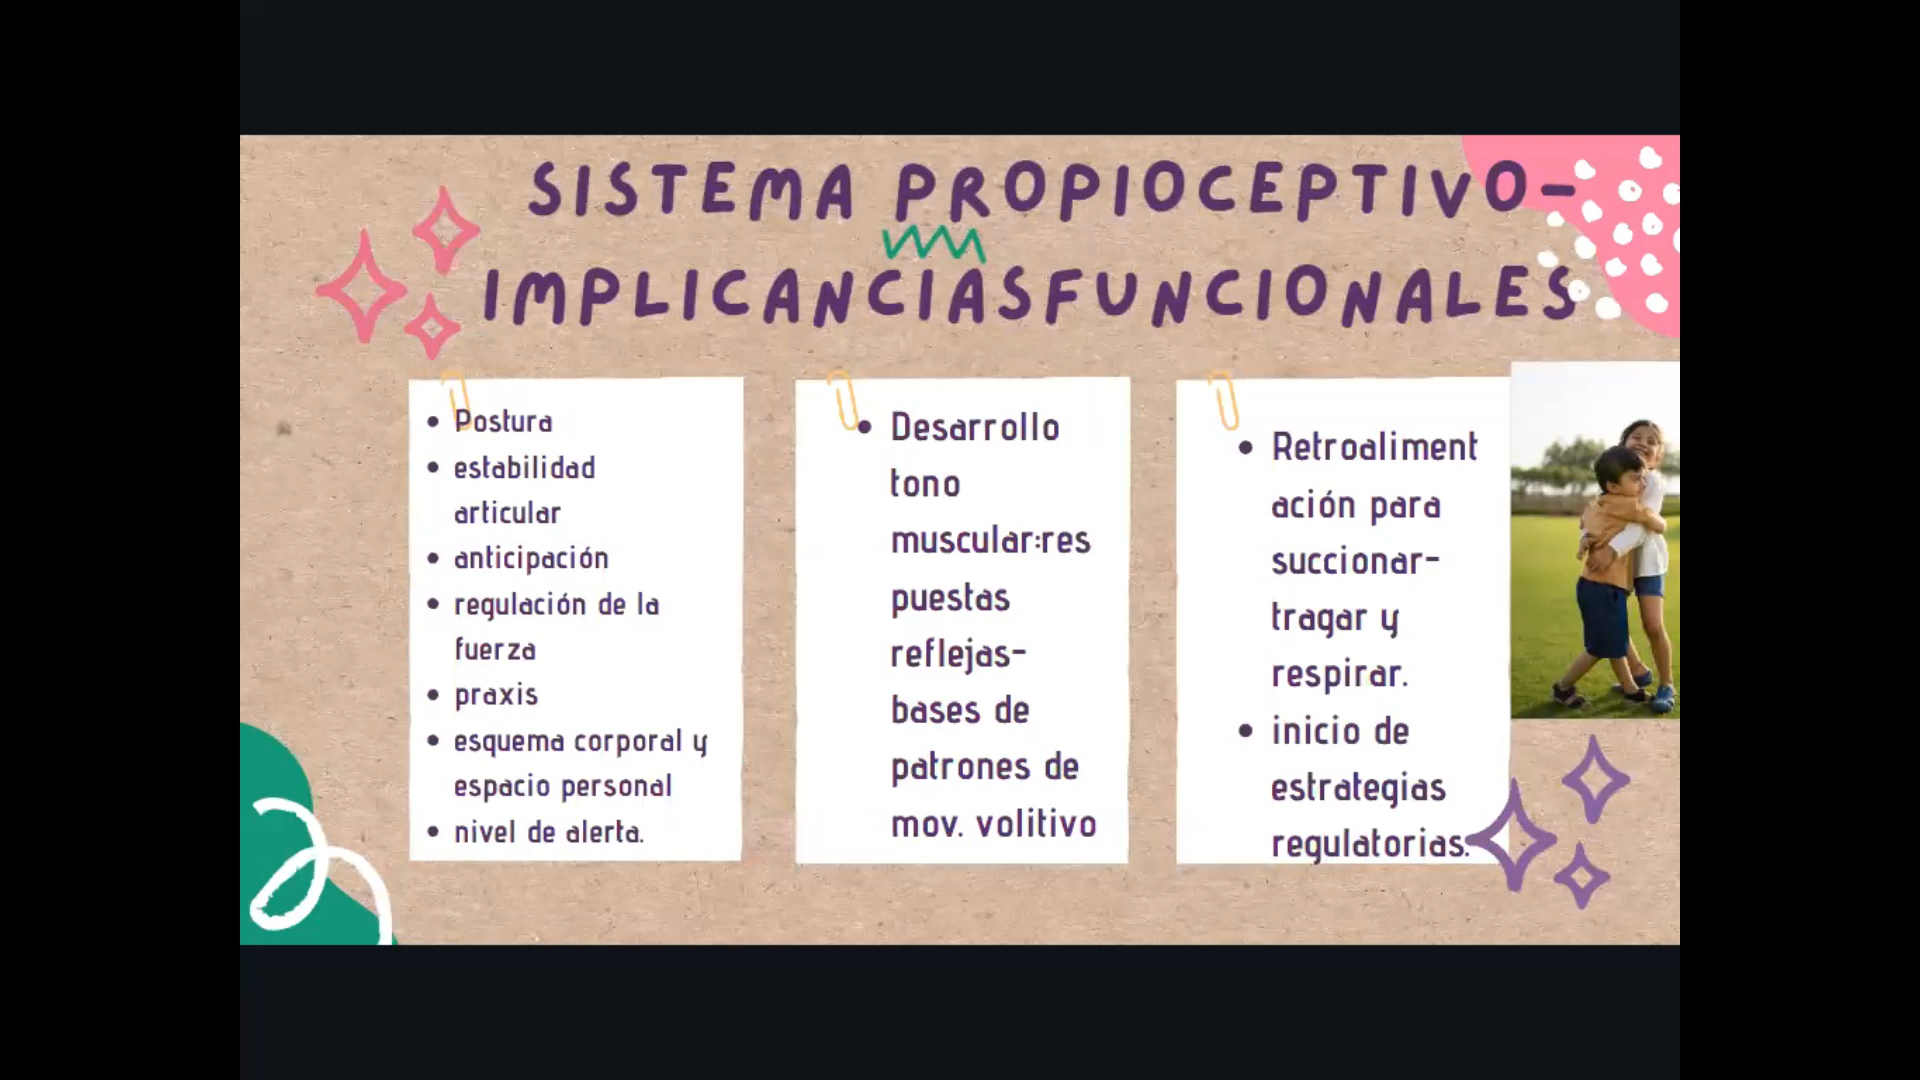 SISTEMA PROPIOCEPTIVO-
IMPLICANCIASFUNCIONALES
• Postura
• estabilidad
articular
• anticipación
• regulación de la
fuerza
• praxis
• esquema corporal y
espacio personal
• nivel de alerta.
• Desarrollo
tono
muscular:res
puestas
reflejas-
bases de
patrones de
mov. volitivo
• Retroaliment
ación para
succionar-
tragar y
respirar.
• inicio de
estrategias
regulatorias.